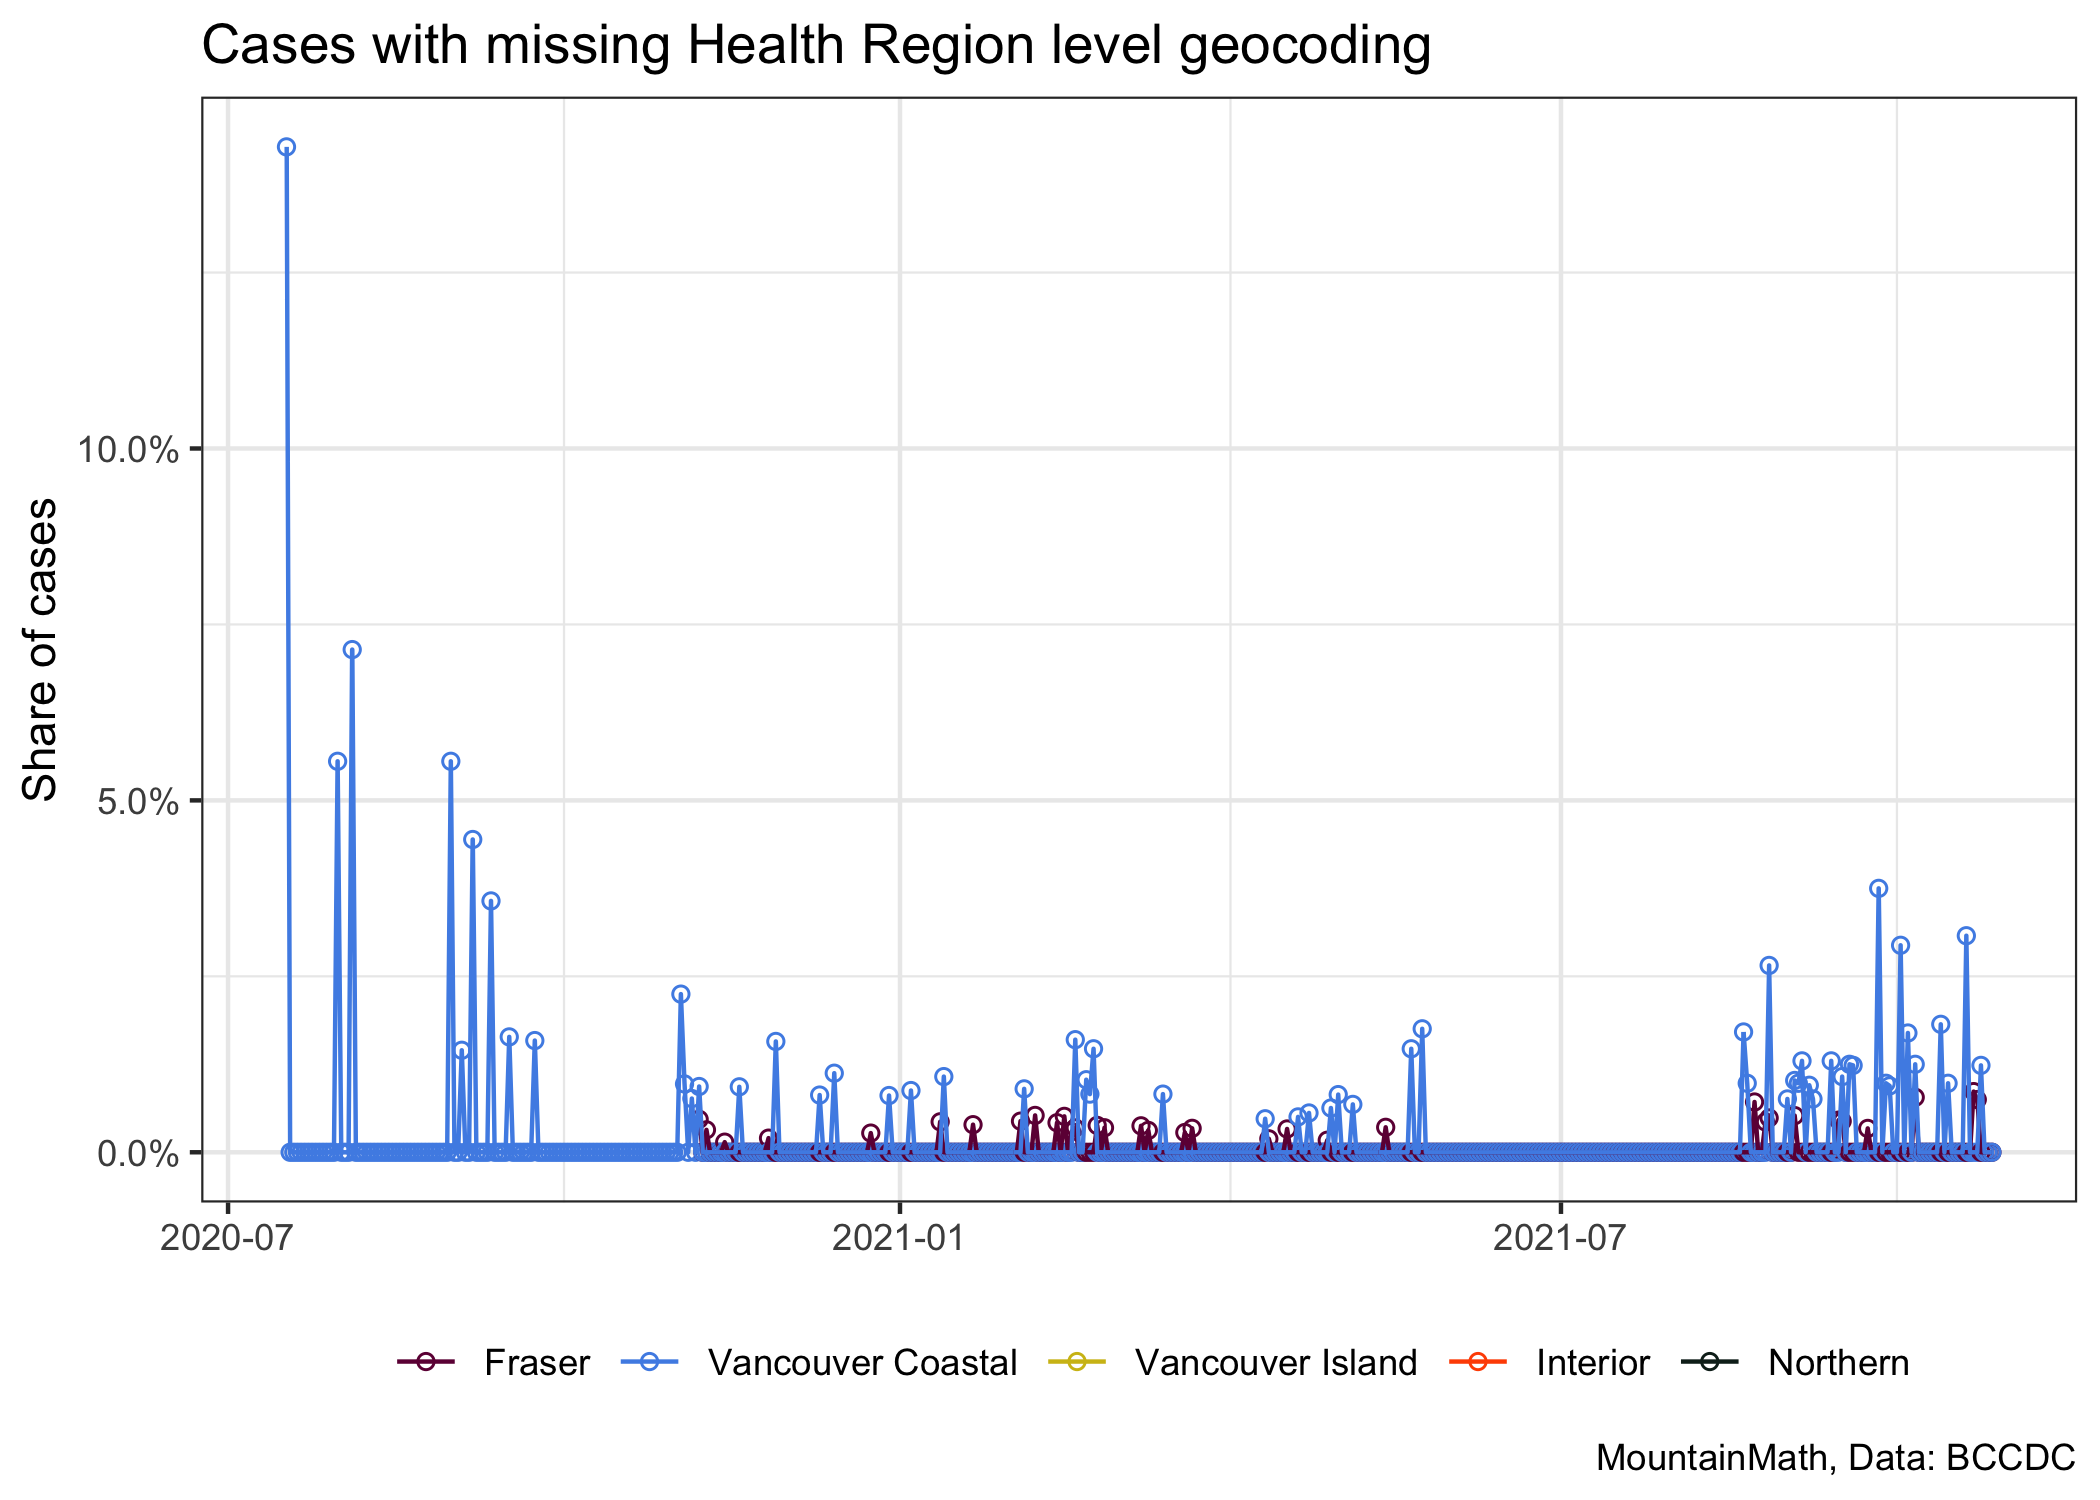 Cases with missing Health Region level geocoding
Share of cases
10.0%
5.0%
0.0%
2020-07 2021-01 2021-07
Fraser Vancouver Coastal Vancouver Island Interior Northern
MountainMath, Data: BCCDC